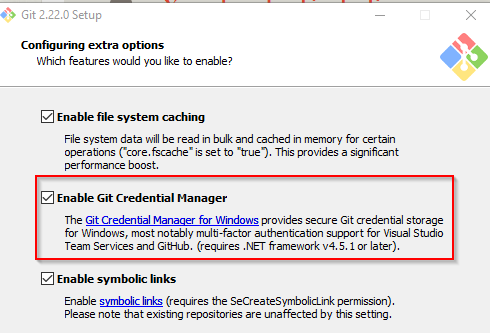 Git 2.22.0 Setup
Configuring extra options
Which features would you like to enable?
Enable file system caching
File system data will be read in bulk and cached in memory for certain
operations ("core.fscache" is set to "true"). This provides a significant
performance boost.
Enable Git Credential Manager
The Git Credential Manager for Windows provides secure Git credential storage
for Windows, most notably multi-factor authentication support for Visual Studio
Team Services and GitHub. (requires .NET framework v4.5.1 or later).
Enable symbolic links
Enable symbolic links (requires the SeCreateSymbolicLink permission).
Please note that existing repositories are unaffected by this setting.